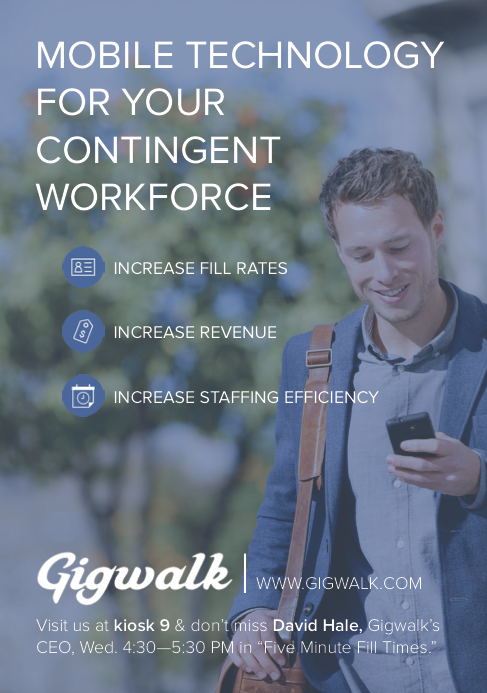 MOBILE TECHNOLOGY
FOR YOUR
CONTINGENT
WORKFORCE
INCREASE FILL RATES
$
INCREASE REVENUE
INCREASE STAFFING EFFICIENCY
Gigwalk | WWW.GIGWALK.COM
Visit us at kiosk 9 & don't miss David Hale, Gigwalk's
CEO, Wed. 4:30—5:30 PM in “Five Minute Fill Times.”